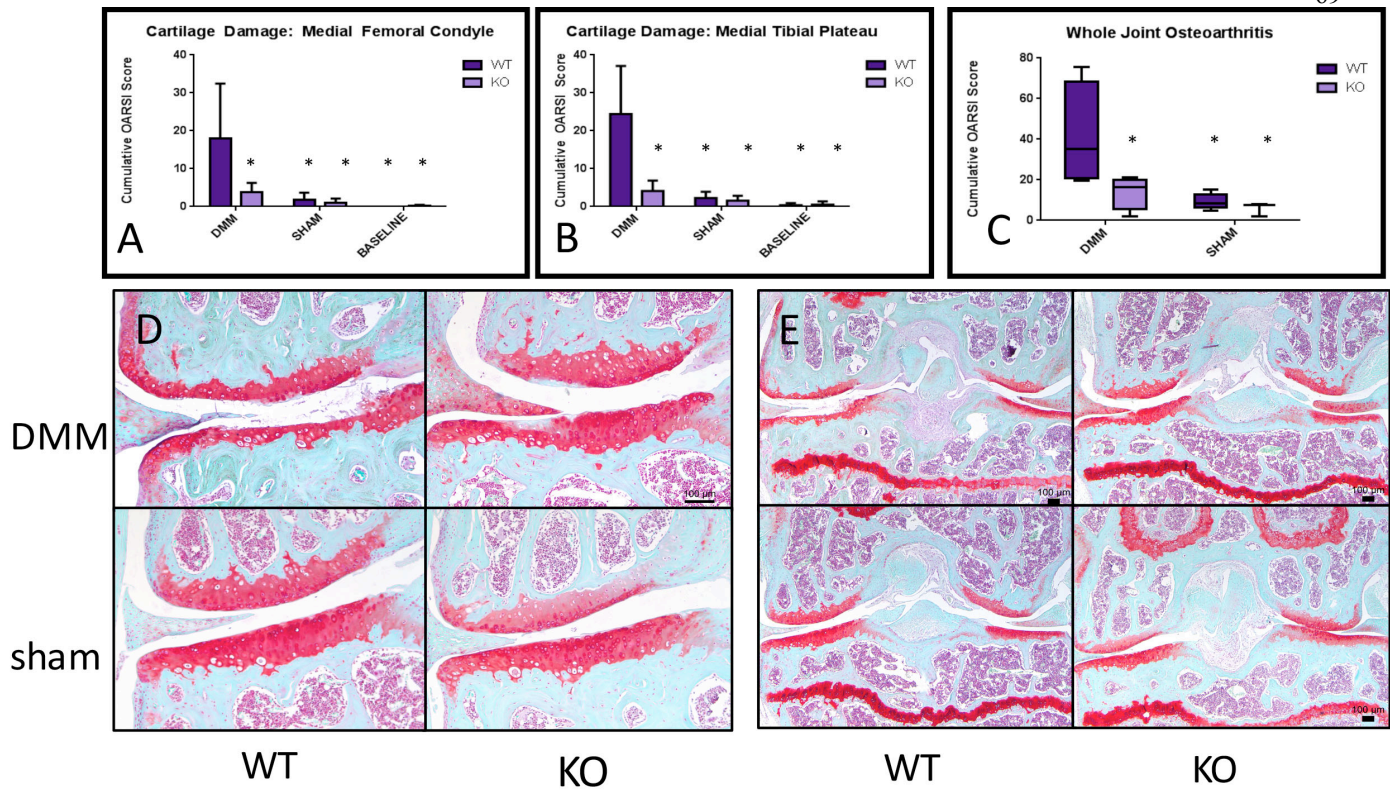 Cartilage Damage: Medial Femoral Condyle
Cumulative OARSI Score
40
30
20
10
0
DMM
SHAM
BASELINE
WT
KO
* * * * *
A
Cartilage Damage: Medial Tibial Plateau
Cumulative OARSI Score
40
30
20
10
0
DMM
SHAM
BASELINE
WT
KO
* * * * *
B
Whole Joint Osteoarthritis
Cumulative OARSI Score
80
60
40
20
0
DMM
SHAM
WT
KO
* * *
C
D
E
DMM
100 µm
100 µm
100 µm
sham
100 µm
WT
KO
WT
KO